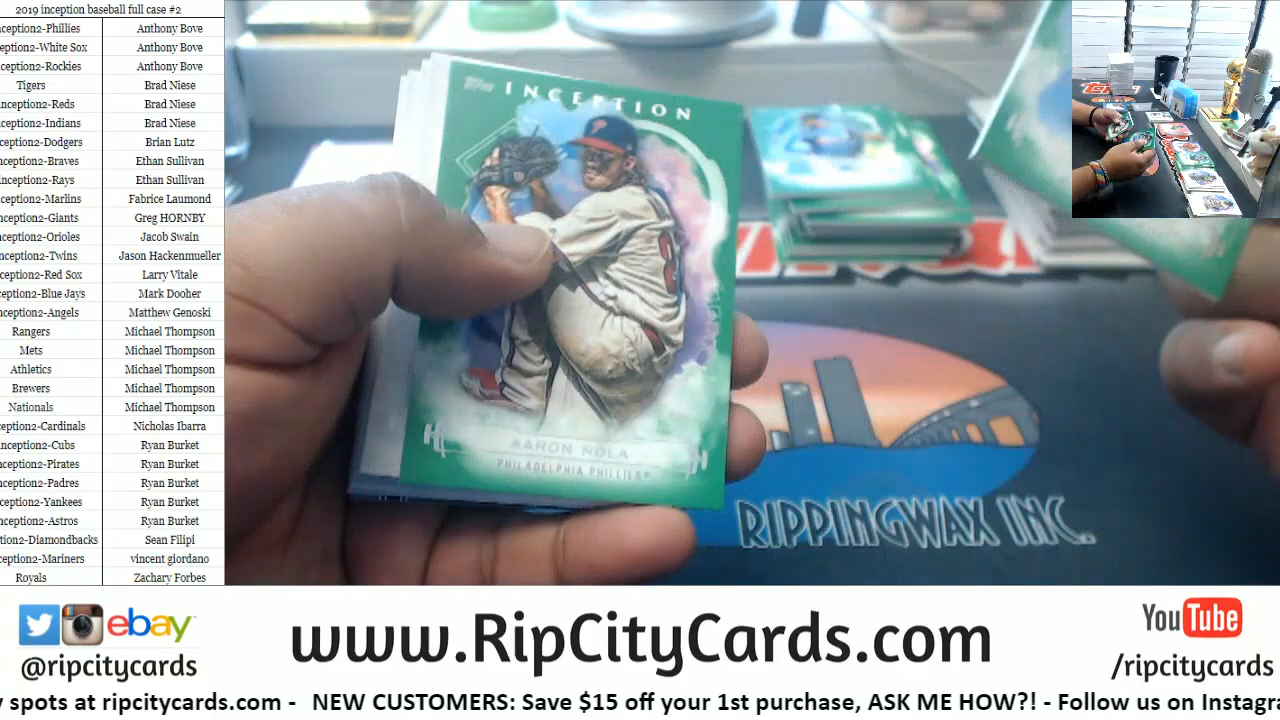 2019 inception baseball full case #2
ception2-Phillies Anthony Bove
ception2-White Sox Anthony Bove
nception2-Rockies Anthony Bove
Tigers Brad Niese
nception2-Reds Brad Niese
nception2-Indians Brad Niese
ception2-Dodgers Brian Lutz
ception2-Braves Ethan Sullivan
nception2-Rays Ethan Sullivan
ception2-Marlins Fabrice Laumond
nception2-Giants Greg HORNBY
nception2-Orioles Jacob Swain
nception2-Twins Jason Hackenmueller
ception2-Red Sox Larry Vitale
ception2-Blue Jays Mark Dooher
nception2-Angels Matthew Genoski
Rangers Michael Thompson
Mets Michael Thompson
Athletics Michael Thompson
Brewers Michael Thompson
Nationals Michael Thompson
ception2-Cardinals Nicholas Ibarra
nception2-Cubs Ryan Burket
nception2-Pirates Ryan Burket
nception2-Padres Ryan Burket
ception2-Yankees Ryan Burket
nception2-Astros Ryan Burket
tion2-Diamondbacks Sean Filipi
ception2-Mariners vincent giordano
Royals Zachary Forbes
Topps INCEPTION
AARON NOLA
PHILADELPHIA PHILLIES®
RIPPINGWAX INC.
ebay
@ripcitycards
www.RipCityCards.com
YouTube
/ripcitycards
y spots at ripcitycards.com - NEW CUSTOMERS: Save $15 off your 1st purchase, ASK ME HOW?! - Follow us on Instagra